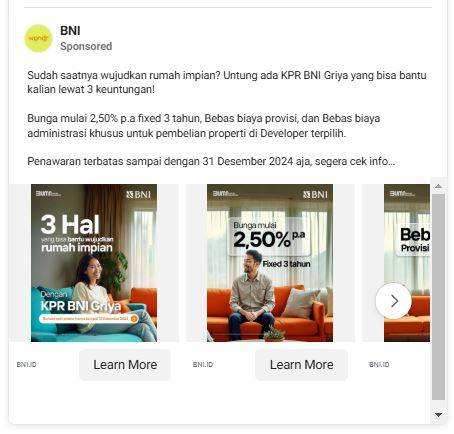 wondr
BNI
Sponsored
Sudah saatnya wujudkan rumah impian? Untung ada KPR BNI Griya yang bisa bantu
kalian lewat 3 keuntungan!
Bunga mulai 2,50% p.a fixed 3 tahun, Bebas biaya provisi, dan Bebas biaya
administrasi khusus untuk pembelian properti di Developer terpilih.
Penawaran terbatas sampai dengan 31 Desember 2024 aja, segera cek info...
BUMN
BNI
3 Hal
yang bisa bantu wujudkan
rumah impian
Dengan
KPR BNI Griya
BNI.ID
Learn More
BUMN
BNI
Bunga mulai
2,50% p.a
Fixed 3 tahun
BNI.ID
Learn More
BUMN
Beb
Provisi
BNI.ID